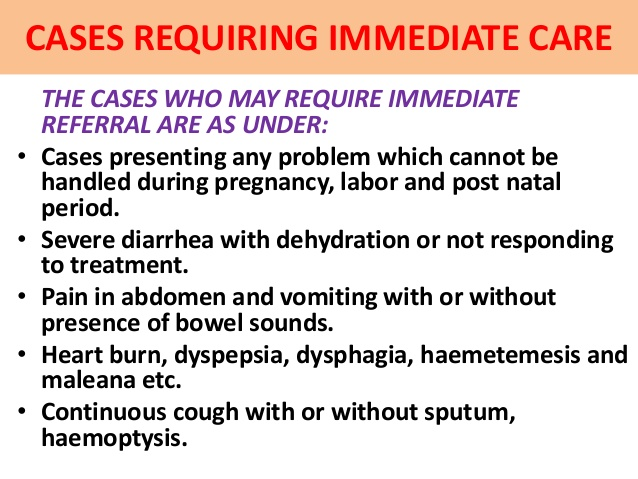 CASES REQUIRING IMMEDIATE CARE
THE CASES WHO MAY REQUIRE IMMEDIATE
REFERRAL ARE AS UNDER:
• Cases presenting any problem which cannot be
handled during pregnancy, labor and post natal
period.
• Severe diarrhea with dehydration or not responding
to treatment.
• Pain in abdomen and vomiting with or without
presence of bowel sounds.
• Heart burn, dyspepsia, dysphagia, haemetemesis and
maleana etc.
• Continuous cough with or without sputum,
haemoptysis.